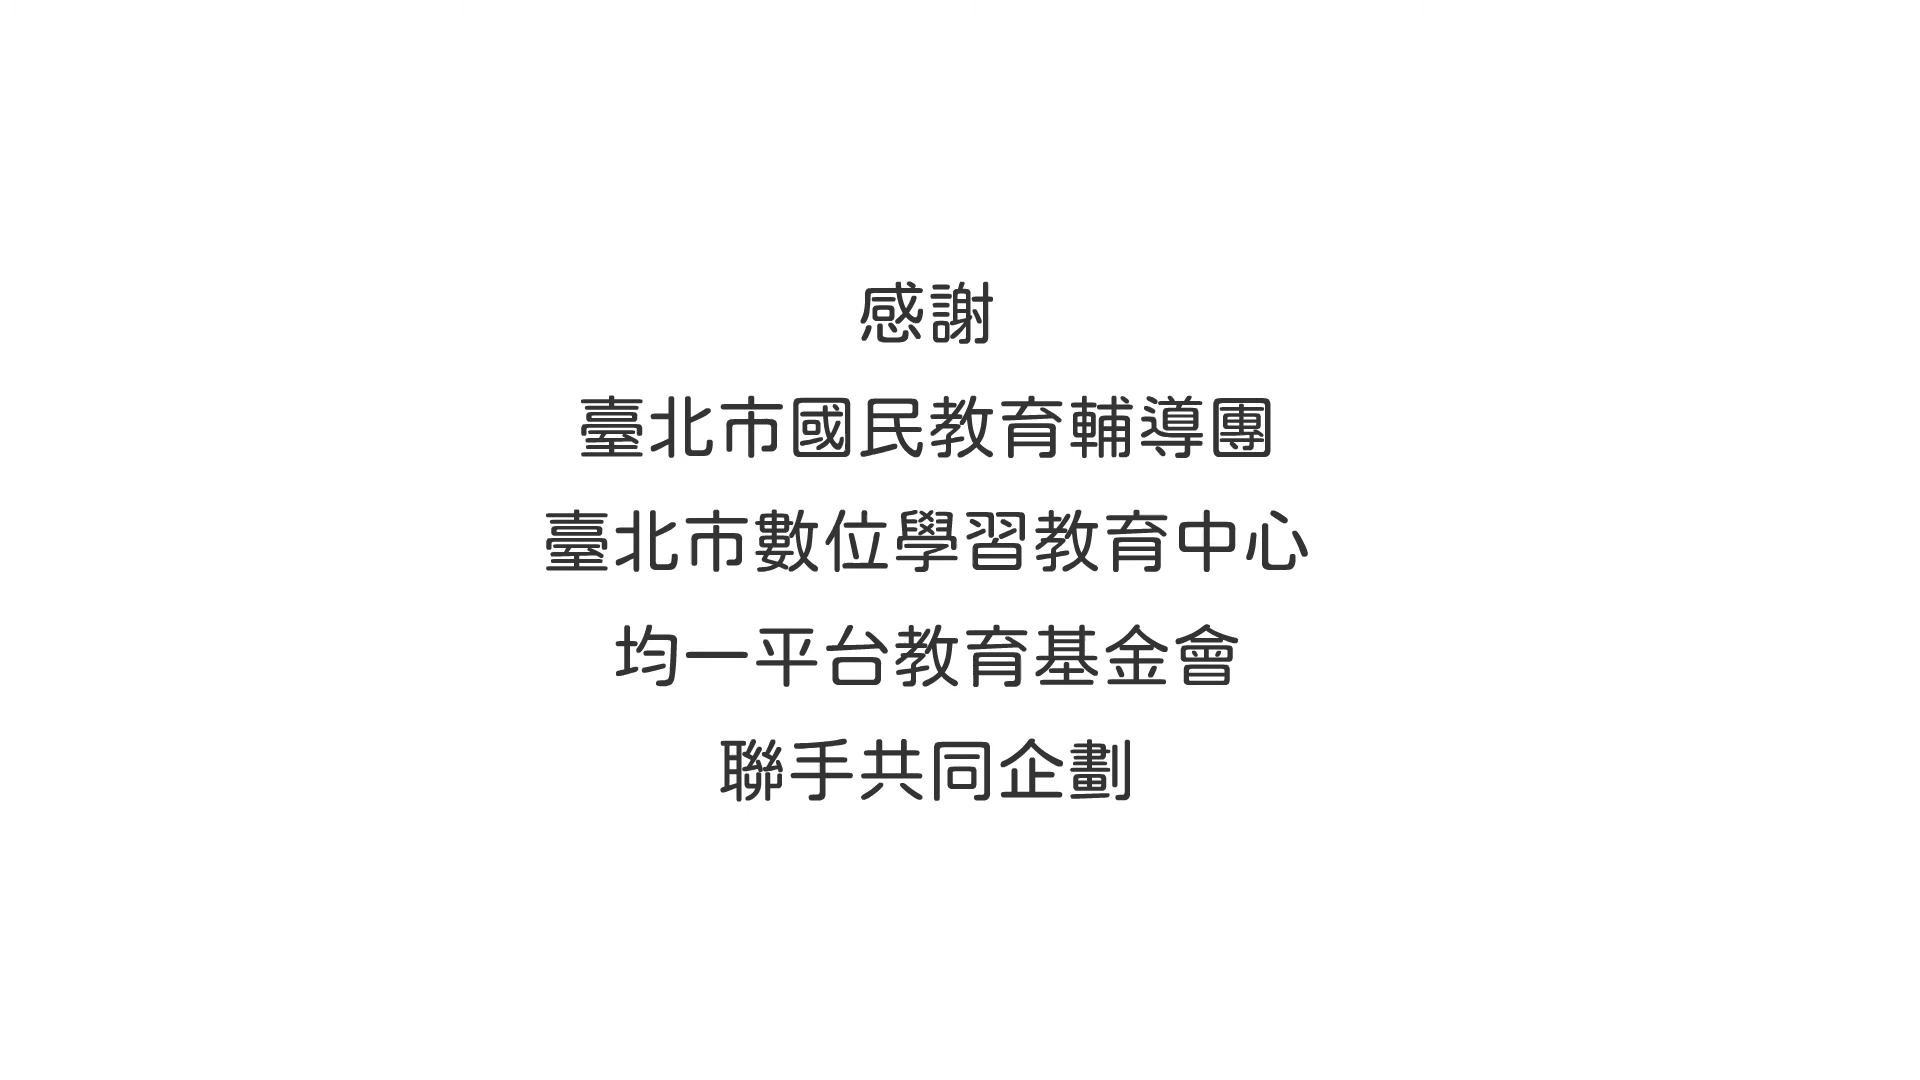 感謝
臺北市國民教育輔導團
臺北市數位學習教育中心
均一平台教育基金會
聯手共同企劃